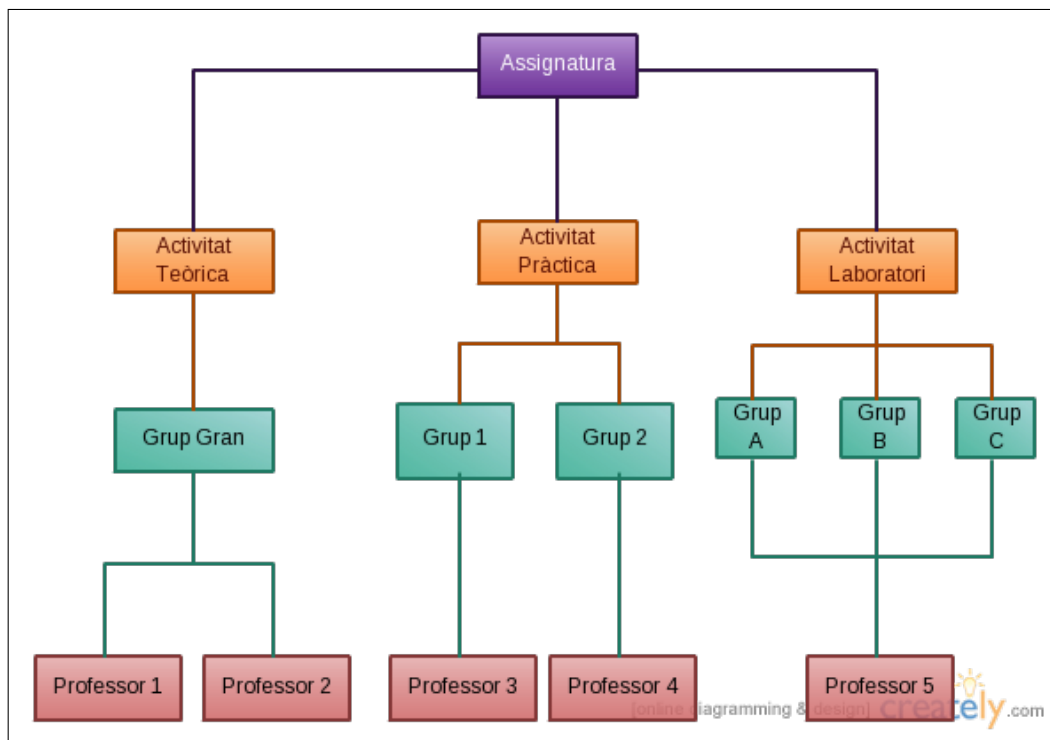 Assignatura
Activitat
Teòrica
Activitat
Pràctica
Activitat
Laboratori
Grup Gran
Grup 1
Grup 2
Grup
A
Grup
B
Grup
C
Professor 1
Professor 2
Professor 3
Professor 4
Professor 5
[online diagramming & design] creately.com